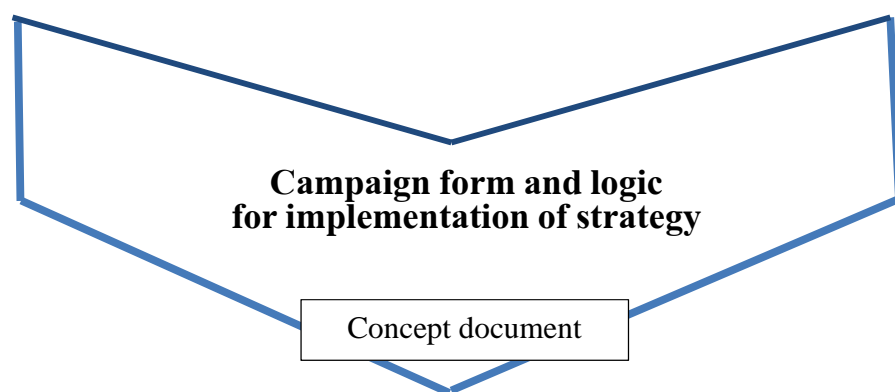 Campaign form and logic
for implementation of strategy
Concept document